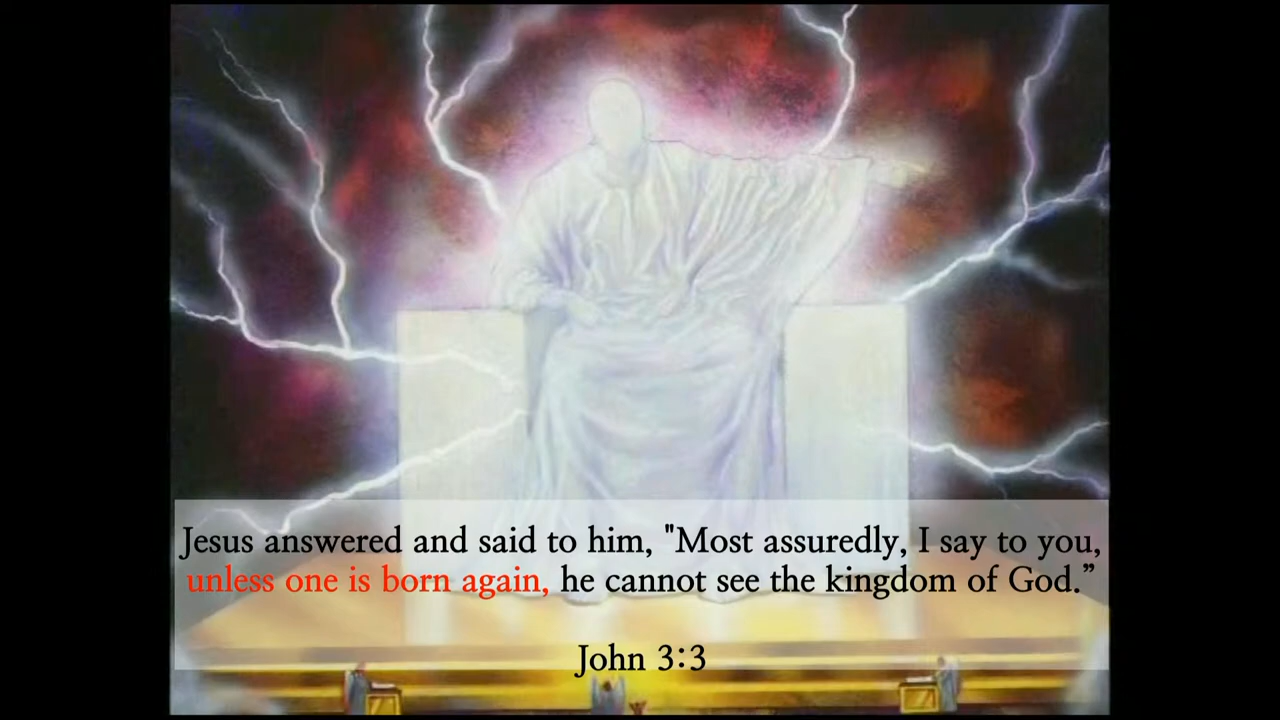 Jesus answered and said to him, "Most assuredly, I say to you,
unless one is born again, he cannot see the kingdom of God.”
John 3:3